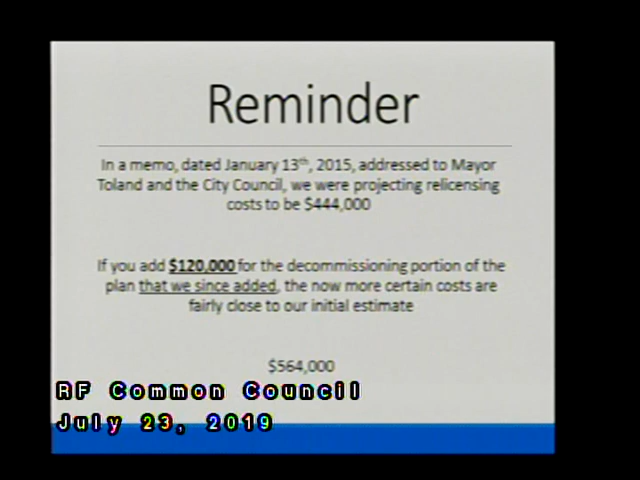 Reminder
In a memo, dated January 13th, 2015, addressed to Mayor
Toland and the City Council, we were projecting relicensing
costs to be $444,000
If you add $120,000 for the decommissioning portion of the
plan that we since added, the now more certain costs are
fairly close to our initial estimate
$564,000
RF Common Council
July 23, 2019